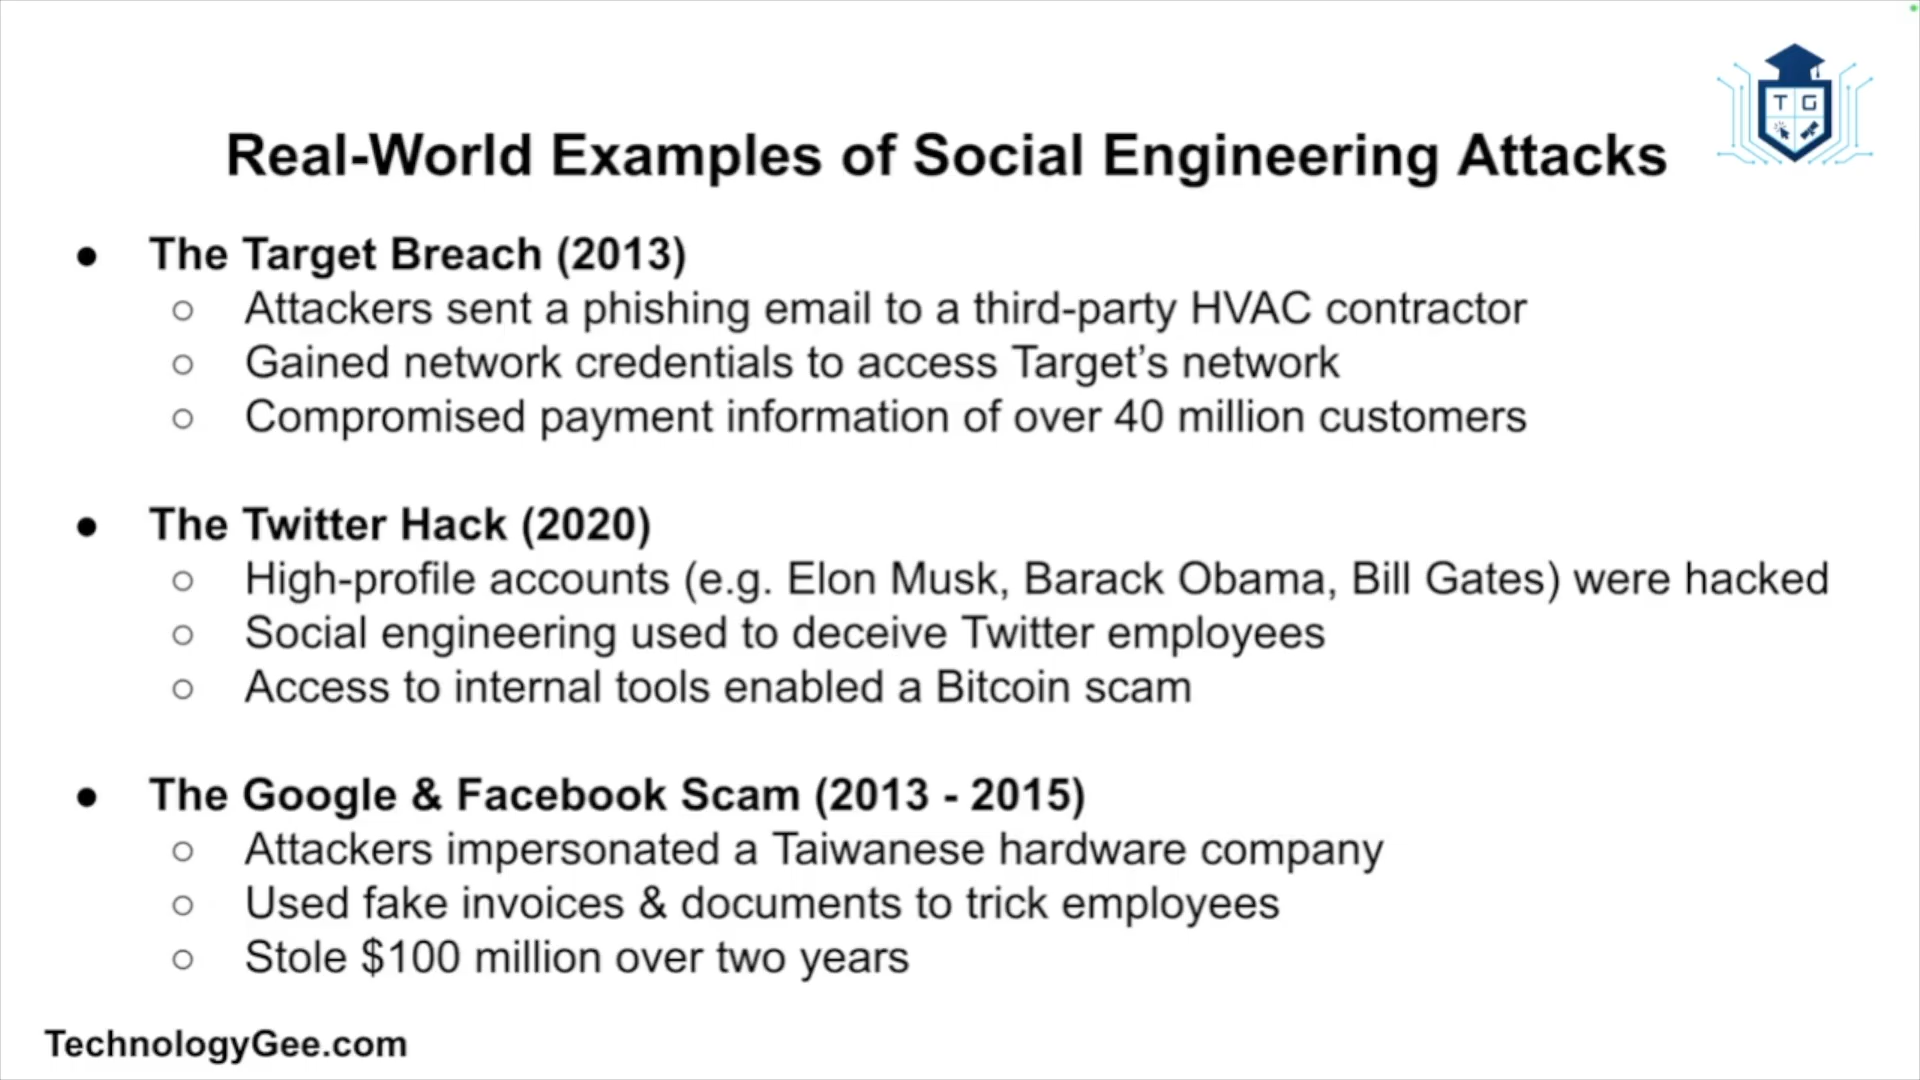 T G
Real-World Examples of Social Engineering Attacks
● The Target Breach (2013)
○ Attackers sent a phishing email to a third-party HVAC contractor
○ Gained network credentials to access Target’s network
○ Compromised payment information of over 40 million customers
● The Twitter Hack (2020)
○ High-profile accounts (e.g. Elon Musk, Barack Obama, Bill Gates) were hacked
○ Social engineering used to deceive Twitter employees
○ Access to internal tools enabled a Bitcoin scam
● The Google & Facebook Scam (2013 - 2015)
○ Attackers impersonated a Taiwanese hardware company
○ Used fake invoices & documents to trick employees
○ Stole $100 million over two years
TechnologyGee.com